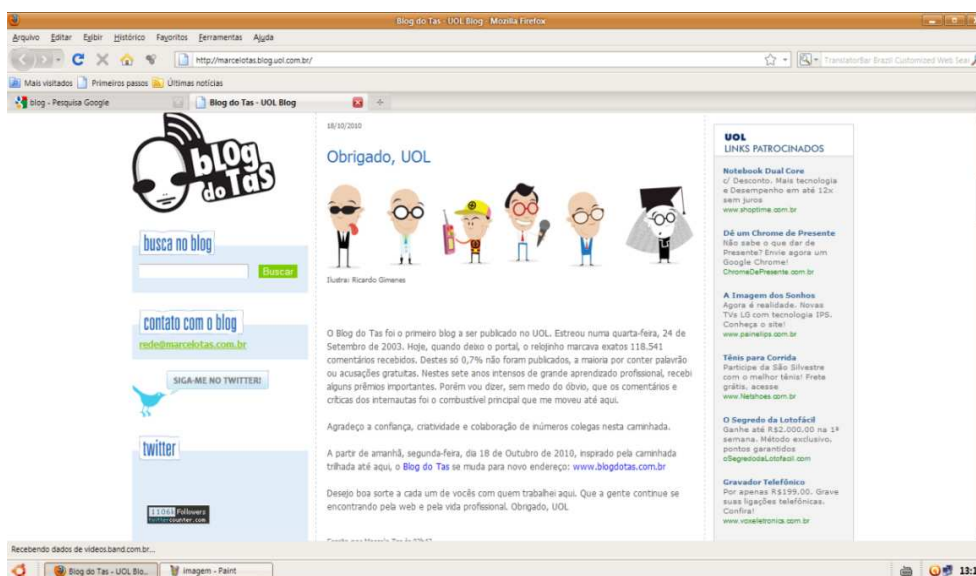 Blog do Tas - UOL Blog - Mozilla Firefox
Arquivo Editar Exibir Histórico Favoritos Ferramentas Ajuda
http://marcelotas.blog.uol.com.br/
TranslatorBar Brazil Customized Web Sear
Mais visitados Primeiros passos Últimas notícias
blog - Pesquisa Google
Blog do Tas - UOL Blog
blog
do Tas
busca no blog
Buscar
contato com o blog
rede@marcelotas.com.br
SIGA-ME NO TWITTER!
twitter
Followers
twittercounter.com
18/10/2010
Obrigado, UOL
Ilustra: Ricardo Gimenes
O Blog do Tas foi o primeiro blog a ser publicado no UOL. Estreou numa quarta-feira, 24 de
Setembro de 2003. Hoje, quando deixo o portal, o relojinho marcava exatos 118.541
comentários recebidos. Destes só 0,7% não foram publicados, a maioria por conter palavrão
ou acusações gratuitas. Nestes sete anos intensos de grande aprendizado profissional, recebi
alguns prêmios importantes. Porém vou dizer, sem medo do óbvio, que os comentários e
críticas dos internautas foi o combustível principal que me moveu até aqui.
Agradeço a confiança, criatividade e colaboração de inúmeros colegas nesta caminhada.
A partir de amanhã, segunda-feira, dia 18 de Outubro de 2010, inspirado pela caminhada
trilhada até aqui, o Blog do Tas se muda para novo endereço: www.blogdotas.com.br
Desejo boa sorte a cada um de vocês com quem trabalhei aqui. Que a gente continue se
encontrando pela web e pela vida profissional. Obrigado, UOL
UOL
LINKS PATROCINADOS
Notebook Dual Core
c/ Desconto. Mais tecnologia
e Desempenho em até 12x
sem juros
www.shoptime.com.br
Dê um Chrome de Presente
Não sabe o que dar de
Presente? Envie agora um
Google Chrome!
ChromeDePresente.com.br
A Imagem dos Sonhos
Agora é realidade. Novas
TVs LG com tecnologia IPS.
Conheça o site!
www.painelips.com.br
Tênis para Corrida
Participe da São Silvestre
com o melhor tênis! Frete
grátis, acesse
www.Netshoes.com.br
O Segredo da Lotofácil
Ganhe até R$2.000,00 na 1ª
semana. Método exclusivo,
pontos garantidos
oSegredodaLotofacil.com
Gravador Telefônico
Por apenas R$199,00. Grave
suas ligações telefônicas.
Confira!
www.voxeletronica.com.br
Recebendo dados de videos.band.com.br...
Blog do Tas - UOL Blo...
imagem - Paint